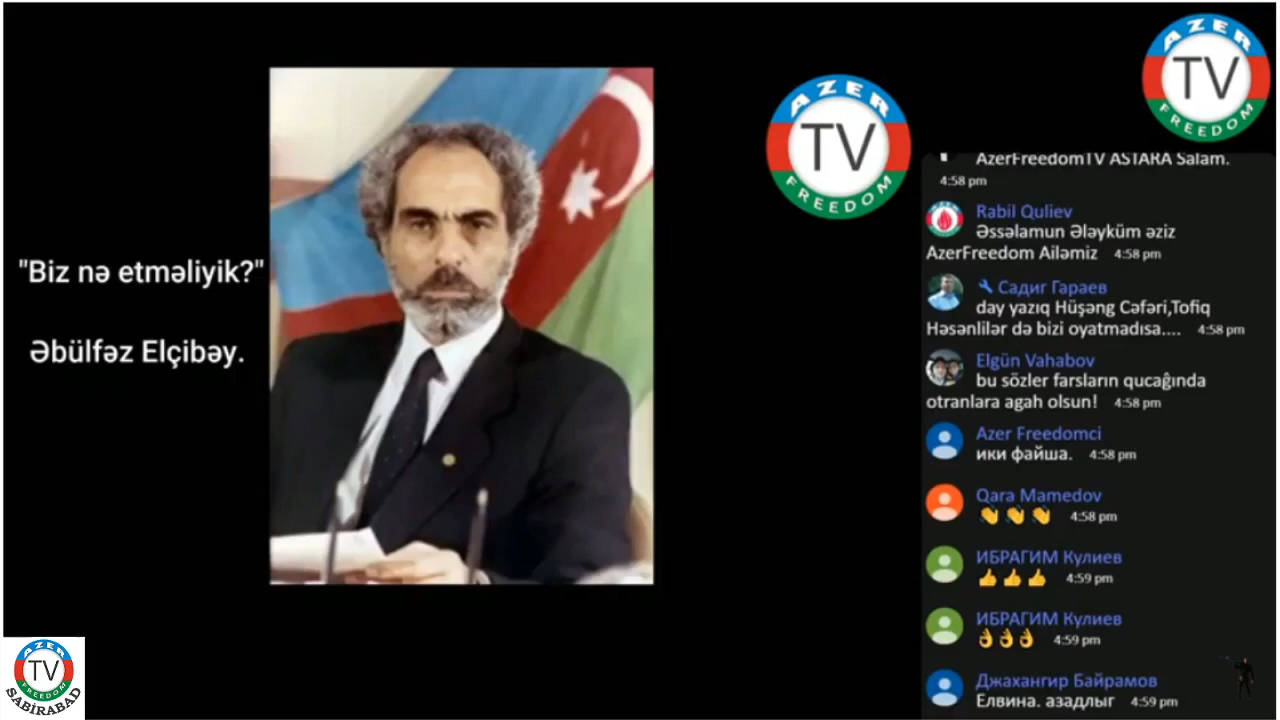 "Biz nə etməliyik?"
Əbülfəz Elçibəy.
AZER
TV
FREEDOM
AZER
TV
FREEDOM
AzerFreedomTV ASTARA Salam.
4:58 pm
Rabil Quliev
Əssəlamun Ələyküm əziz
AzerFreedom Ailəmiz 4:58 pm
Садиг Гараев
day yazıq Hüşəng Cəfəri,Tofiq
Həsənlilər də bizi oyatmadısa.... 4:58 pm
Elgün Vahabov
bu sözler farsların qucaĝında
otranlara agah olsun! 4:58 pm
Azer Freedomci
ики файша. 4:58 pm
Qara Mamedov
👏👏👏 4:58 pm
ИБРАГИМ Кулиев
👍👍👍 4:59 pm
ИБРАГИМ Кулиев
👌👌👌 4:59 pm
Джахангир Байрамов
Елвина. азадлыг 4:59 pm
AZER
TV
FREEDOM
SABİRABAD